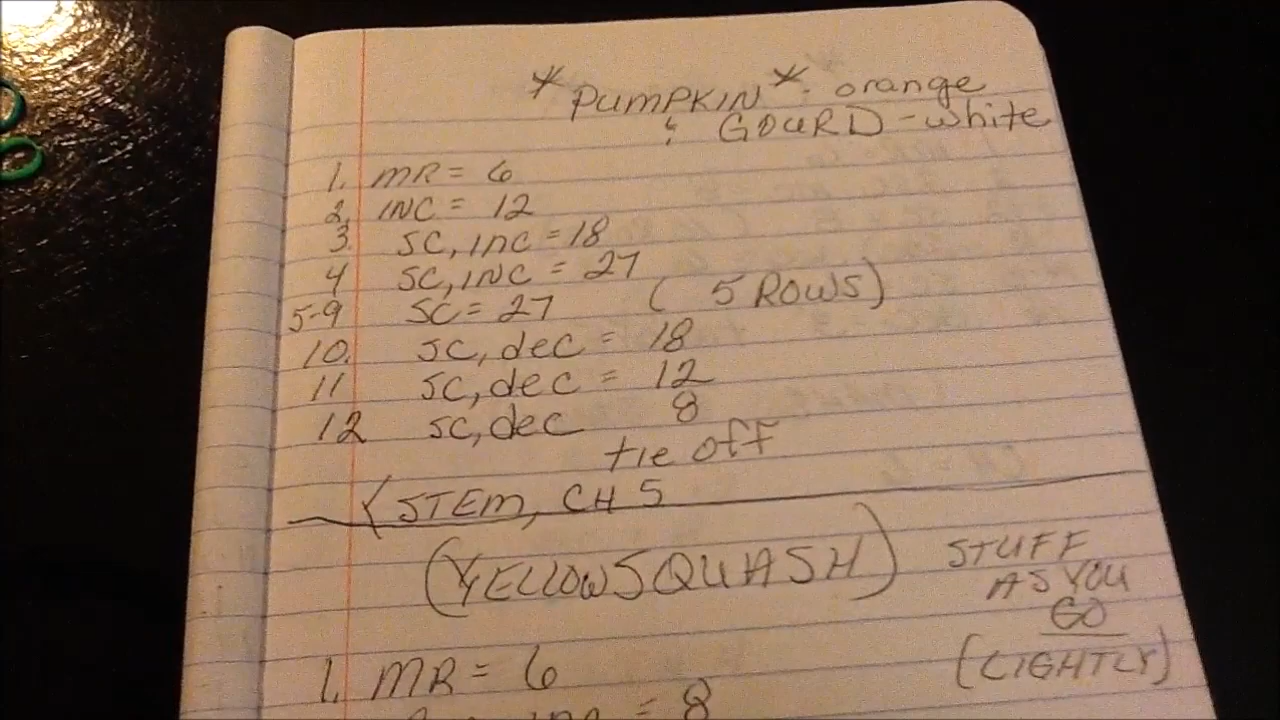 *PUMPKIN* - orange
& GOURD - white
1. MR = 6
2. INC = 12
3. SC, INC = 18
4 SC, INC = 27
5-9 SC = 27 (5 ROWS)
10. SC, dec = 18
11 SC, dec = 12
12 SC, dec 8
tie off
(STEM, CH 5
(YELLOW SQUASH)
STUFF
AS YOU
GO
(LIGHTLY)
1. MR = 6
inc = 8